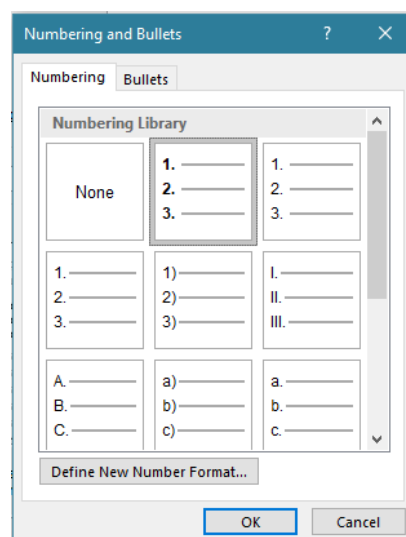 Numbering and Bullets ?
Numbering Bullets
Numbering Library
None
1.
2.
3.
1.
2.
3.
1.
2.
3.
1)
2)
3)
I.
II.
III.
A.
B.
C.
a)
b)
c)
a.
b.
c.
Define New Number Format...
OK Cancel